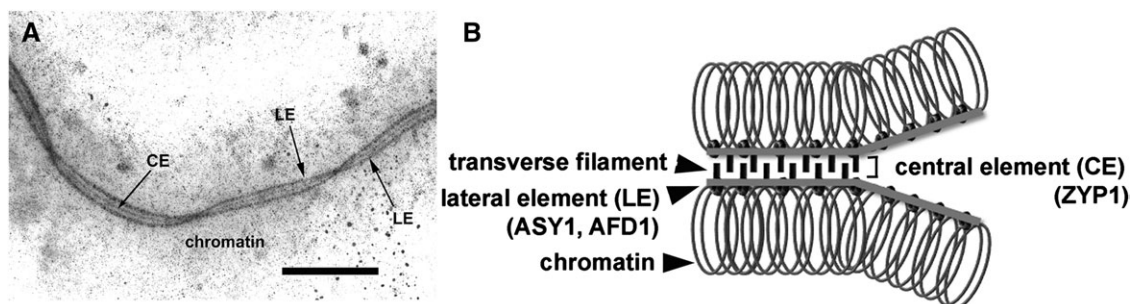 A
LE
CE
LE
chromatin
B
transverse filament
lateral element (LE)
(ASY1, AFD1)
chromatin
central element (CE)
(ZYP1)